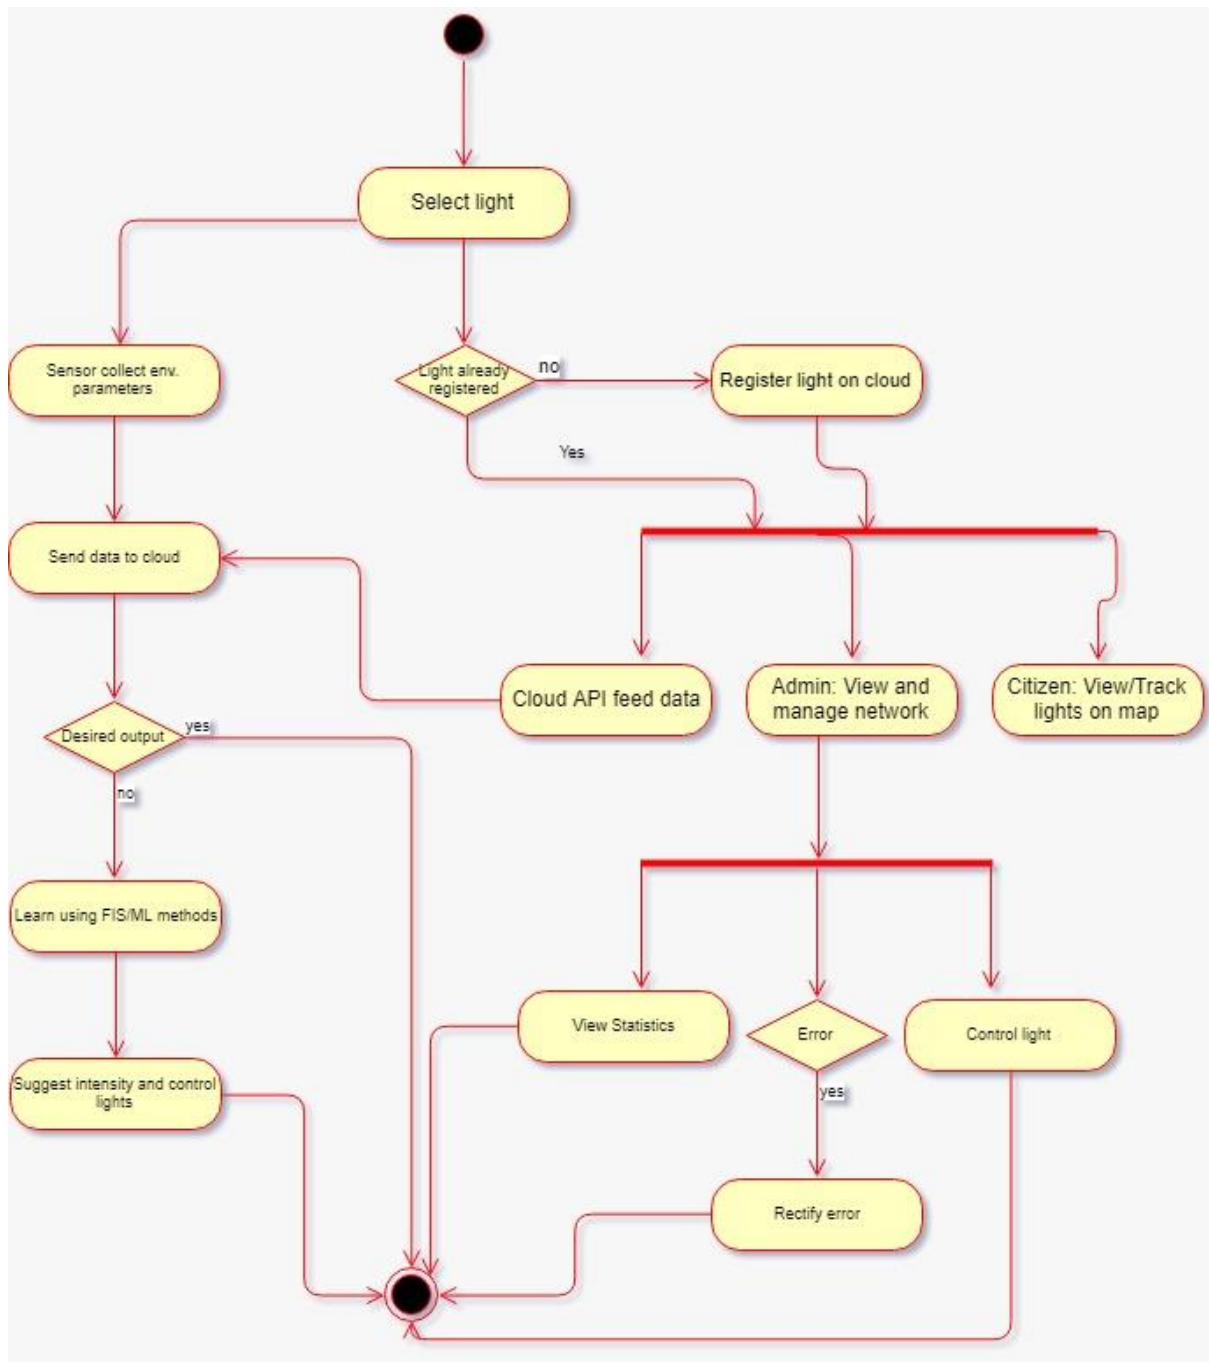 Select light
Sensor collect env.
parameters
Light already
registered
no
Register light on cloud
Yes
Send data to cloud
Cloud API feed data
Admin: View and
manage network
Citizen: View/Track
lights on map
Desired output
yes
no
Learn using FIS/ML methods
View Statistics
Error
Control light
yes
Suggest intensity and control
lights
Rectify error